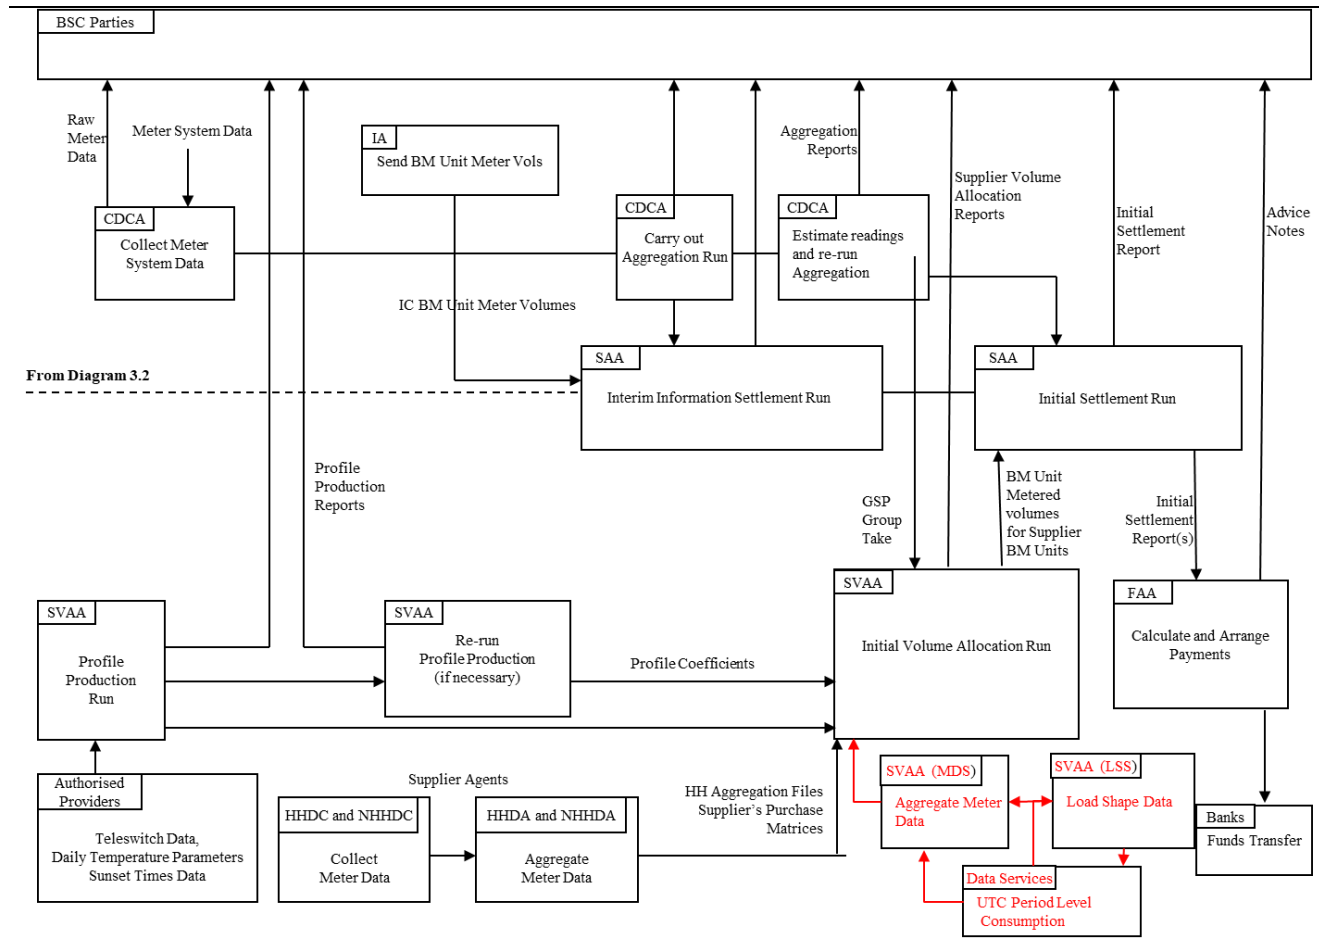 BSC Parties
Raw
Meter
Data
Meter System Data
IA
Send BM Unit Meter Vols
Aggregation
Reports
Supplier Volume
Allocation
Reports
Initial
Settlement
Report
Advice
Notes
CDCA
Collect Meter
System Data
CDCA
Carry out
Aggregation Run
CDCA
Estimate readings
and re-run
Aggregation
IC BM Unit Meter Volumes
From Diagram 3.2
SAA
Interim Information Settlement Run
SAA
Initial Settlement Run
Profile
Production
Reports
GSP
Group
Take
BM Unit
Metered
volumes
for Supplier
BM Units
Initial
Settlement
Report(s)
SVAA
Profile
Production
Run
SVAA
Re-run
Profile Production
(if necessary)
Profile Coefficients
SVAA
Initial Volume Allocation Run
FAA
Calculate and Arrange
Payments
Authorised
Providers
Teleswitch Data,
Daily Temperature Parameters
Sunset Times Data
Supplier Agents
HHDC and NHHDC
Collect
Meter Data
HHDA and NHHDA
Aggregate
Meter Data
HH Aggregation Files
Supplier's Purchase
Matrices
SVAA (MDS)
Aggregate Meter
Data
SVAA (LSS)
Load Shape Data
Banks
Funds Transfer
Data Services
UTC Period Level
Consumption